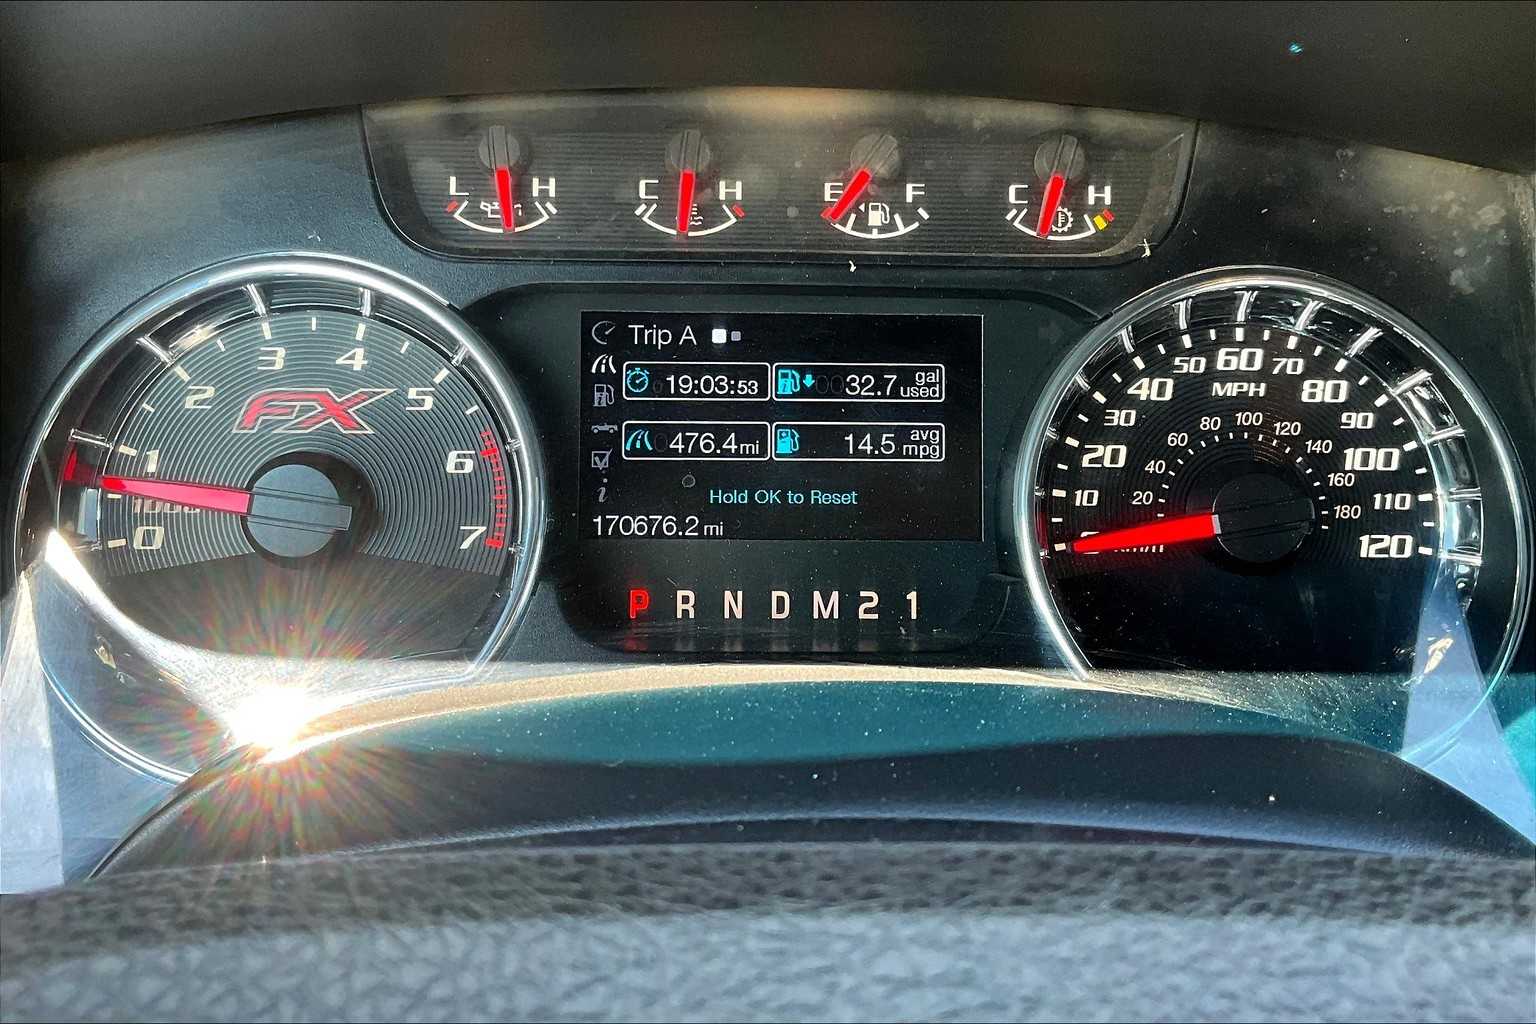 L H C H E F C H
0 1 2 3 4 5 6 7
FX
Trip A
19:03:53
32.7 gal used
476.4 mi
14.5 avg mpg
Hold OK to Reset
170676.2 mi
P R N D M 2 1
10 20 30 40 50 60 70 80 90 100 110 120
MPH
20 40 60 80 100 120 140 160 180